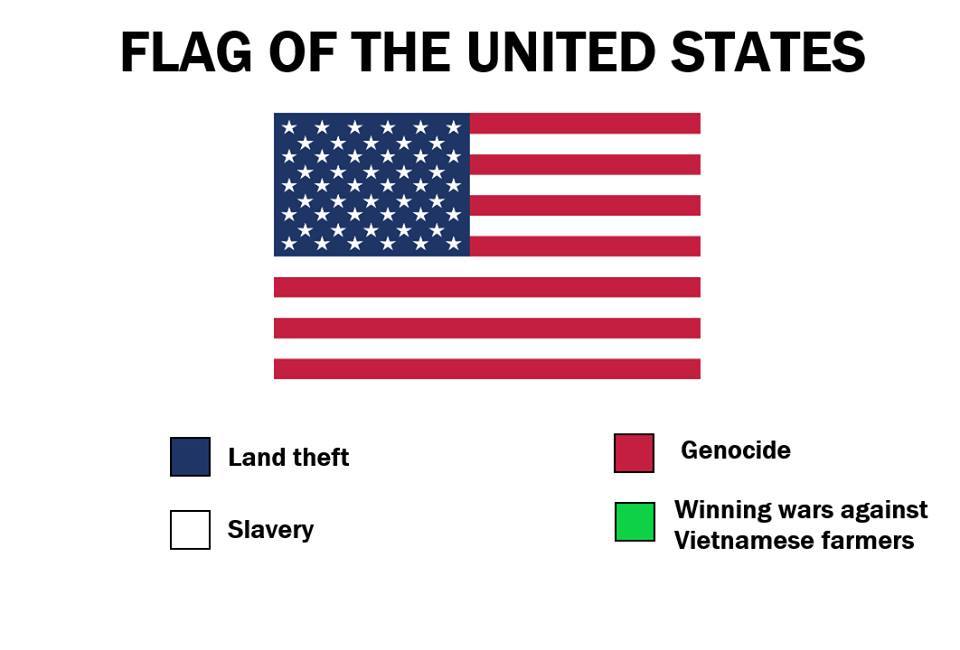 FLAG OF THE UNITED STATES
Land theft
Slavery
Genocide
Winning wars against
Vietnamese farmers